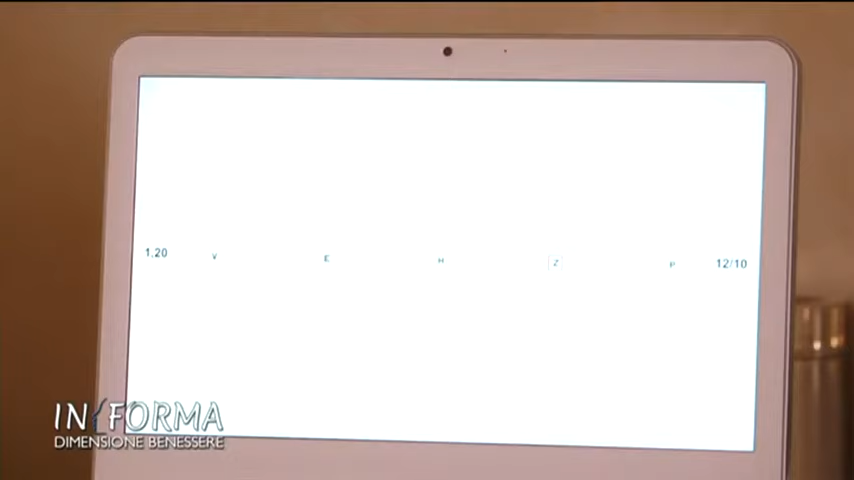 1.20 V E H Z P 12/10
IN FORMA
DIMENSIONE BENESSERE